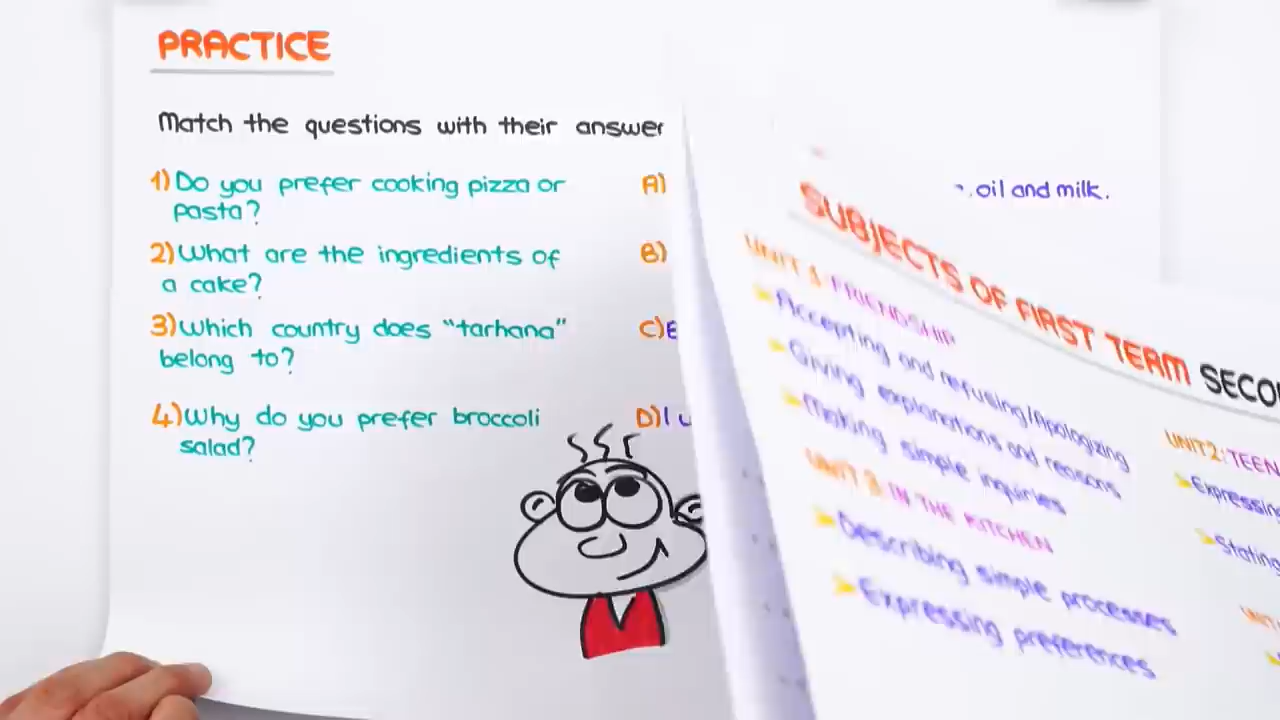 PRACTICE
Match the questions with their answer
1) Do you prefer cooking pizza or
pasta?
2) What are the ingredients of
a cake?
3) Which country does "tarhana"
belong to?
4) Why do you prefer broccoli
salad?
A)
B)
C) E
D) I
oil and milk.
SUBJECTS OF FIRST TERM SECO
UNIT 1: FRIENDSHIP
Accepting and refusing/Apologizing
Giving explanations and reasons
Making simple inquiries
UNIT 3: IN THE KITCHEN
Describing simple processes
Expressing preferences
UNIT2: TEEN
Expressing
Stating